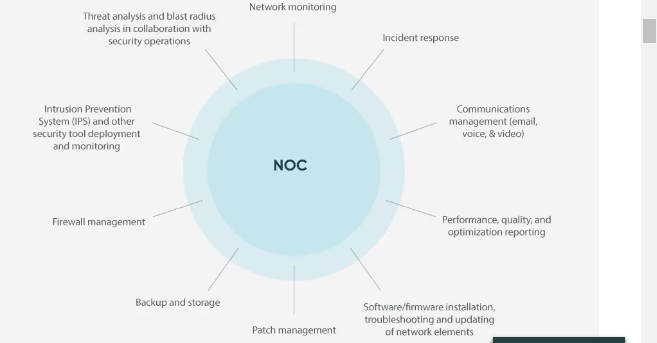 Network monitoring
Incident response
Communications
management (email,
voice, & video)
Performance, quality, and
optimization reporting
Software/firmware installation,
troubleshooting and updating
of network elements
Patch management
Backup and storage
Firewall management
Intrusion Prevention
System (IPS) and other
security tool deployment
and monitoring
Threat analysis and blast radius
analysis in collaboration with
security operations
NOC